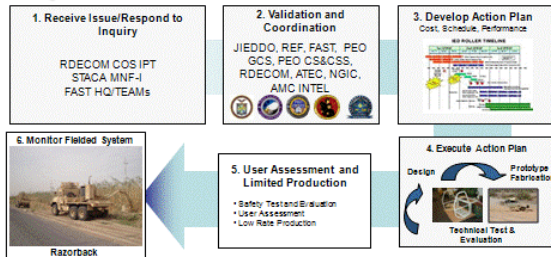 1. Receive Issue/Respond to
Inquiry
RDECOM COS IPT
STACA MNF-I
FAST HQ/TEAMs
2. Validation and
Coordination
JIEDDO, REF, FAST, PEO
GCS, PEO CS&CSS,
RDECOM, ATEC, NGIC,
AMC INTEL
3. Develop Action Plan
Cost, Schedule, Performance
IED ROLLER TIMELINE
4. Execute Action Plan
Design
Prototype
Fabrication
Technical Test &
Evaluation
5. User Assessment and
Limited Production
• Safety Test and Evaluation
• User Assessment
• Low Rate Production
6. Monitor Fielded System
Razorback